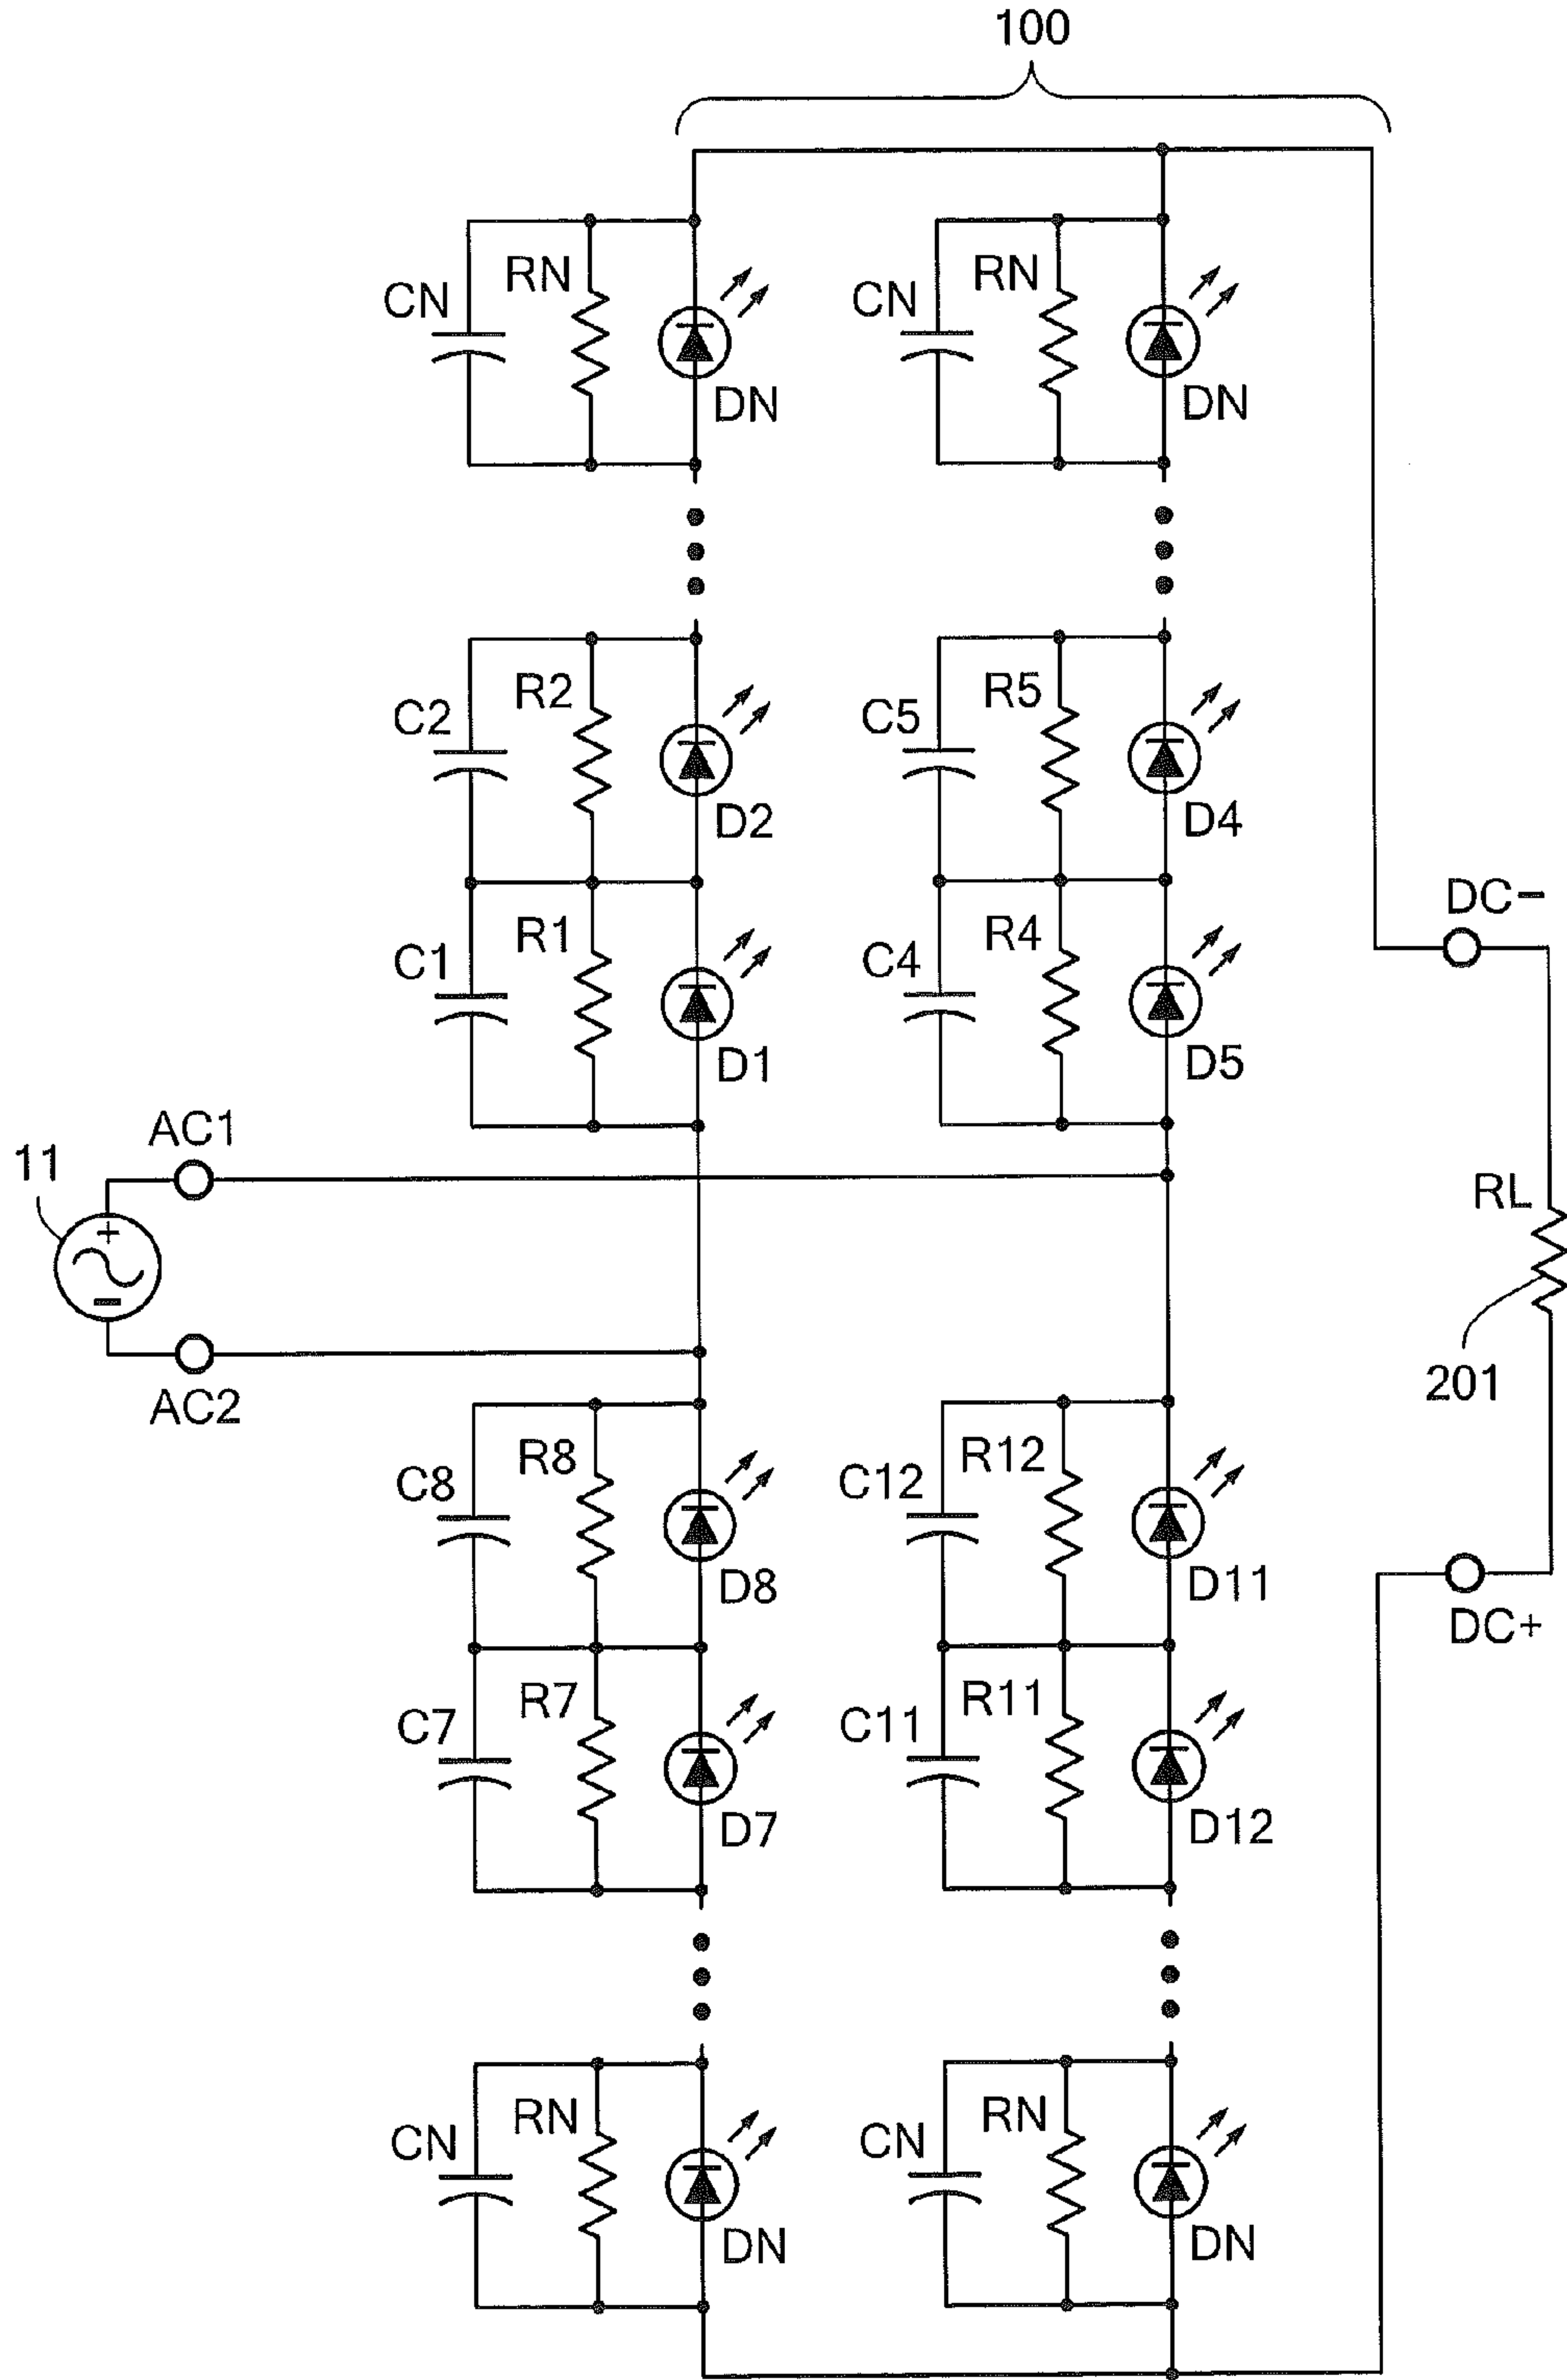 100
RN
CN
DN
RN
CN
DN
R2
C2
D2
R5
C5
D4
R1
C1
D1
R4
C4
D5
DC-
AC1
11
+
-
AC2
RL
201
DC+
R8
C8
D8
R12
C12
D11
R7
C7
D7
R11
C11
D12
RN
CN
DN
RN
CN
DN